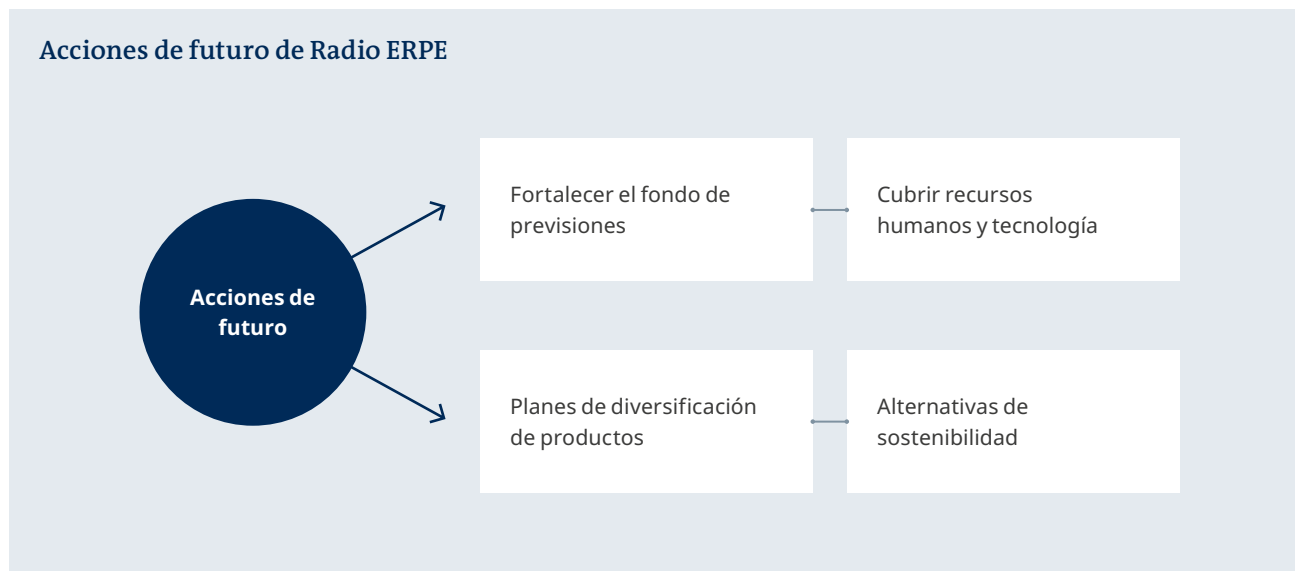 Acciones de futuro de Radio ERPE
Acciones de
futuro
Fortalecer el fondo de
previsiones
Cubrir recursos
humanos y tecnología
Planes de diversificación
de productos
Alternativas de
sostenibilidad